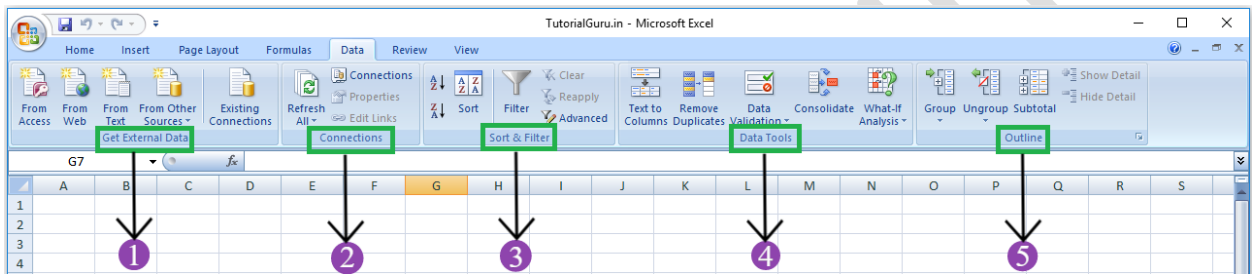 TutorialGuru.in - Microsoft Excel
Home Insert Page Layout Formulas Data Review View
From Access
From Web
From Text
From Other Sources
Existing Connections
Get External Data
Refresh All
Connections
Properties
Edit Links
Connections
A Z
Z A
A Z Z A
Sort
Filter
Clear
Reapply
Advanced
Sort & Filter
Text to Columns
Remove Duplicates
Data Validation
Consolidate
What-If Analysis
Data Tools
Group
Ungroup
Subtotal
Show Detail
Hide Detail
Outline
G7 fx
A B C D E F G H I J K L M N O P Q R S
1
2
3
4
1 2 3 4 5